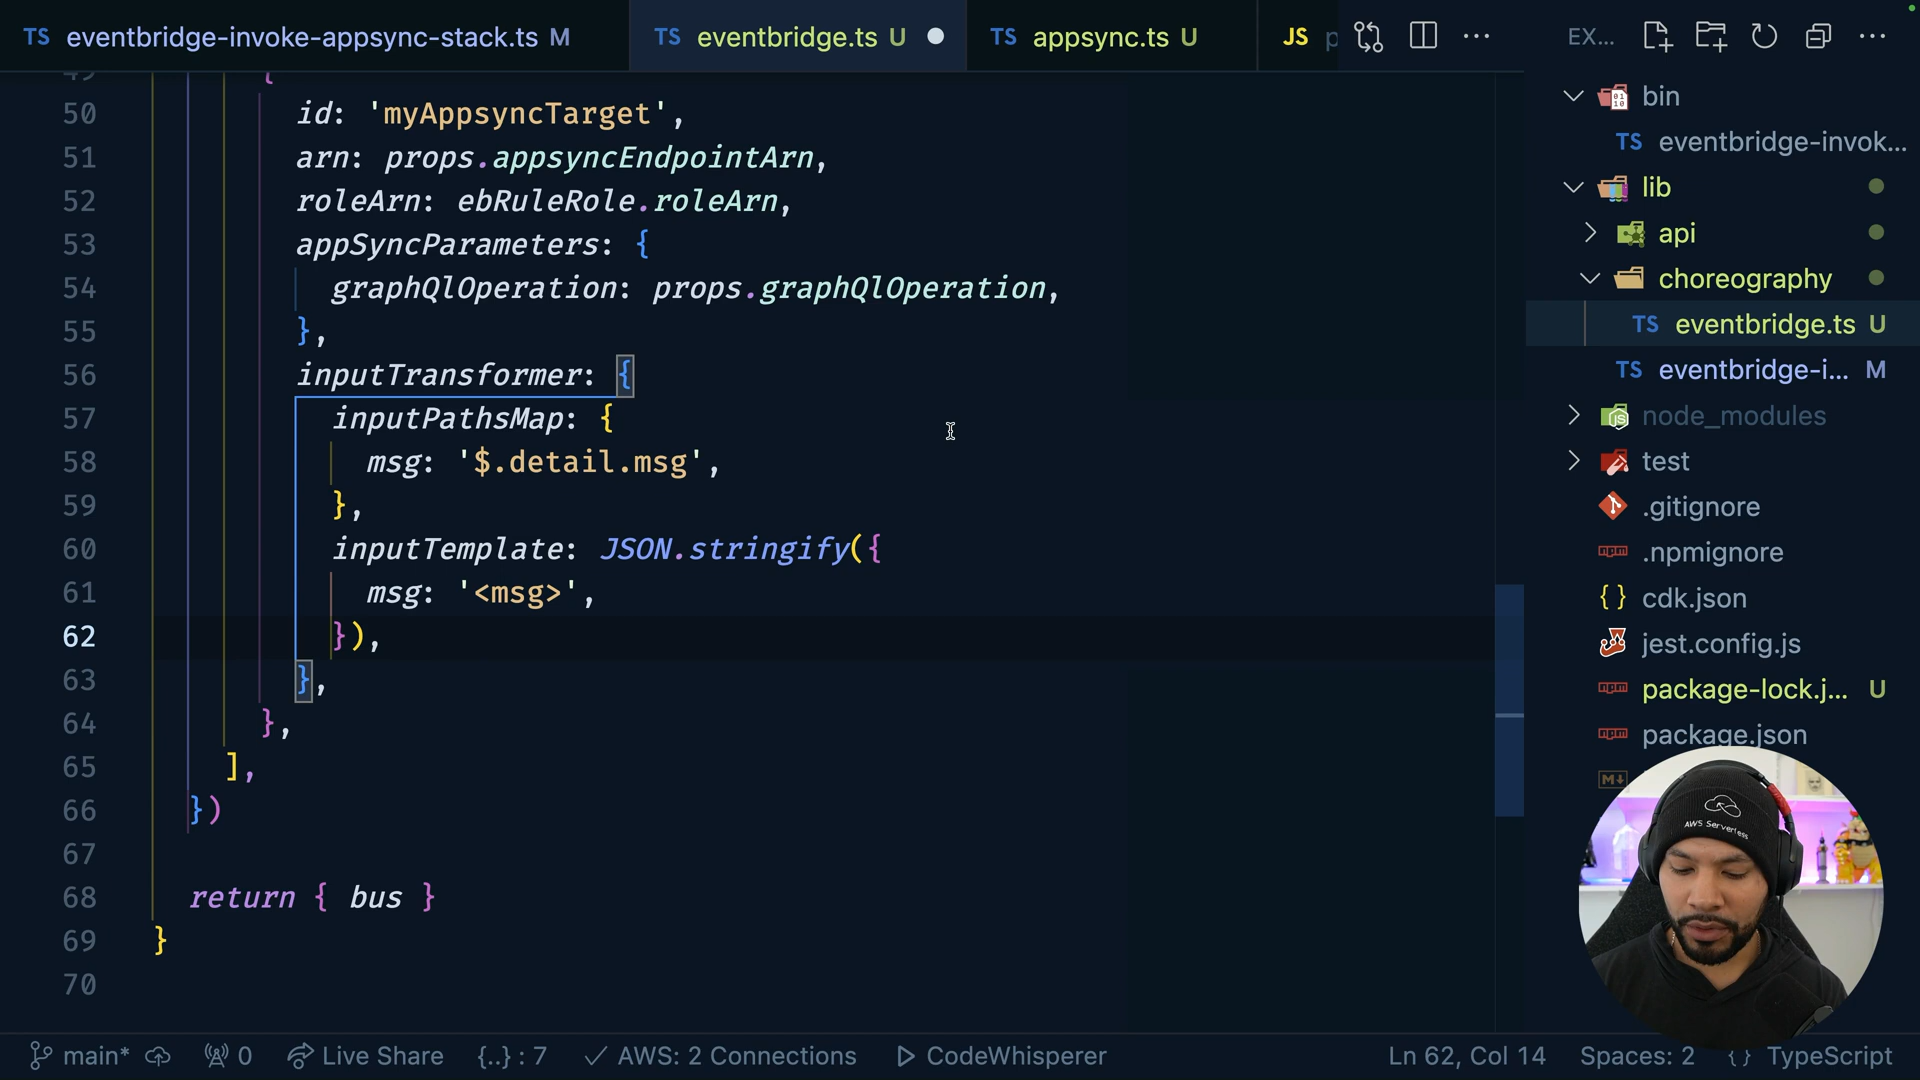 TS eventbridge-invoke-appsync-stack.ts M
TS eventbridge.ts U
TS appsync.ts U
JS
EX...
50 id: 'myAppsyncTarget',
51 arn: props.appsyncEndpointArn,
52 roleArn: ebRuleRole.roleArn,
53 appSyncParameters: {
54 graphQlOperation: props.graphQlOperation,
55 },
56 inputTransformer: {
57 inputPathsMap: {
58 msg: '$.detail.msg',
59 },
60 inputTemplate: JSON.stringify({
61 msg: '<msg>',
62 }),
63 },
64 },
65 ],
66 })
67
68 return { bus }
69 }
70
bin
TS eventbridge-invok...
lib
api
choreography
TS eventbridge.ts U
TS eventbridge-i... M
node_modules
test
.gitignore
.npmignore
{ } cdk.json
jest.config.js
package-lock.j... U
package.json
AWS Serverless
main* 0 Live Share {..} : 7 AWS: 2 Connections CodeWhisperer Ln 62, Col 14 Spaces: 2 { } TypeScript